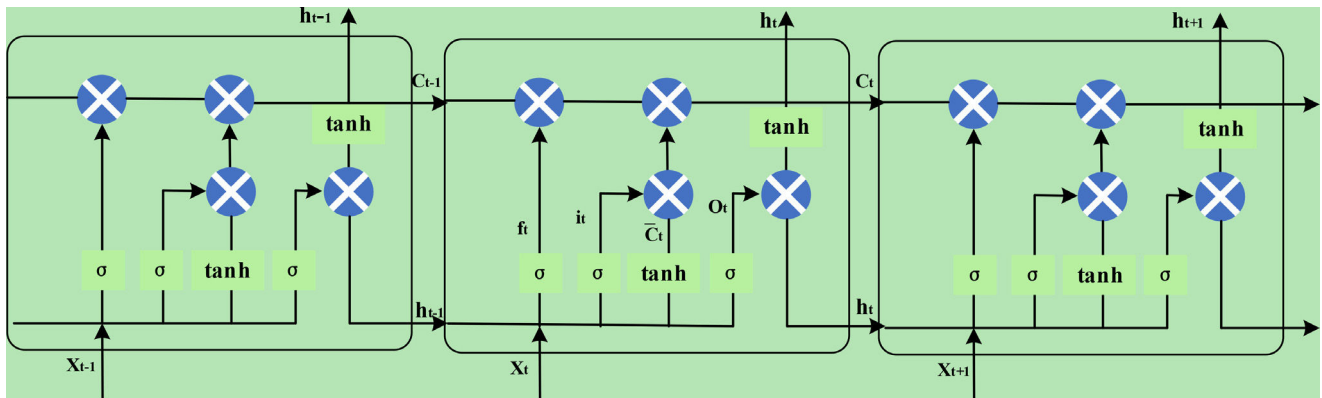 ht-1
ht
ht+1
Ct-1
Ct
tanh
tanh
tanh
ft
it
C̅t
Ot
σ
σ
tanh
σ
σ
σ
tanh
σ
σ
σ
tanh
σ
ht-1
ht
Xt-1
Xt
Xt+1